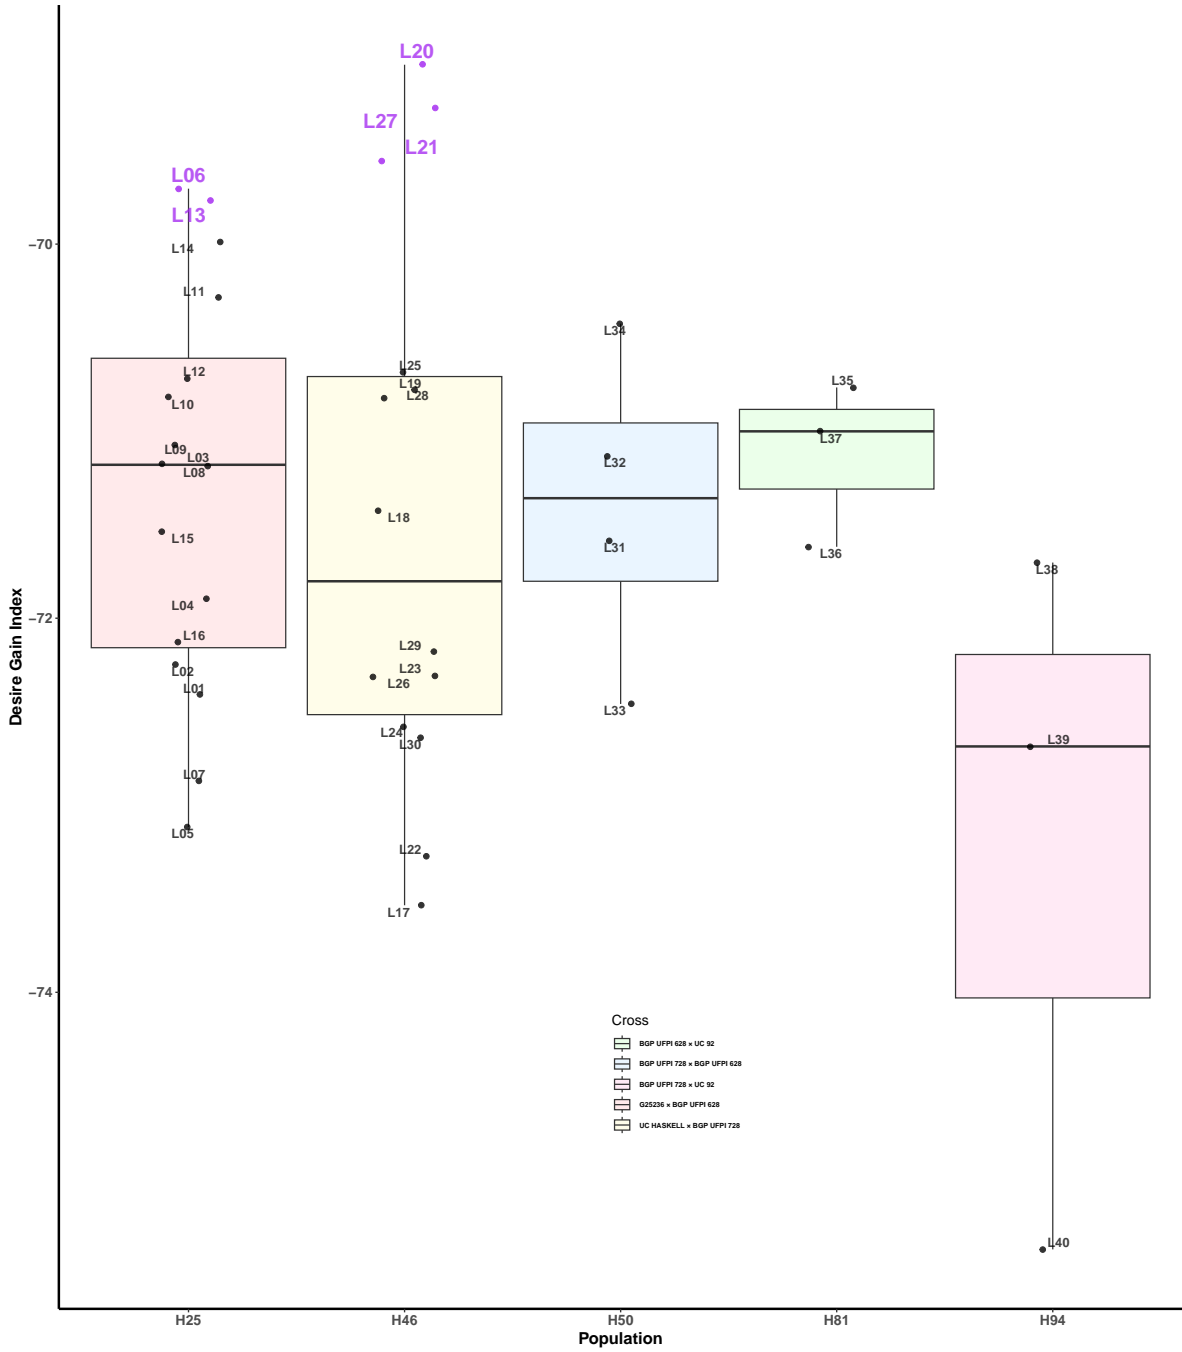 L20
L27
L21
L06
L13
L14
L11
L12
L10
L09
L03
L08
L15
L04
L16
L02
L01
L07
L05
L25
L19
L28
L18
L29
L23
L26
L24
L30
L22
L17
L34
L32
L31
L33
L35
L37
L36
L38
L39
L40
−70
−72
−74
Desire Gain Index
Cross
BGP UFPI 628 × UC 92
BGP UFPI 728 × BGP UFPI 628
BGP UFPI 728 × UC 92
G25236 × BGP UFPI 628
UC HASKELL × BGP UFPI 728
H25 H46 H50 H81 H94
Population